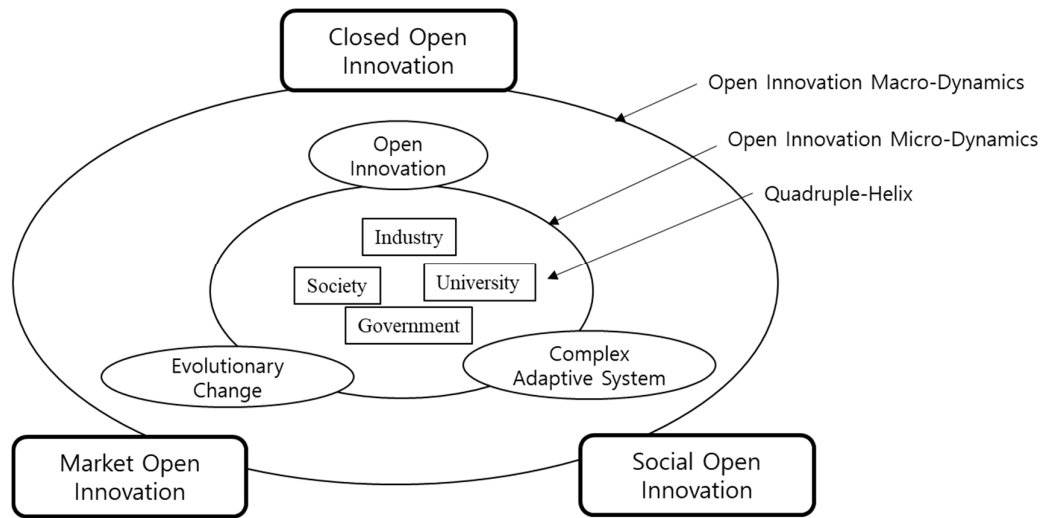 Closed Open
Innovation
Open Innovation Macro-Dynamics
Open Innovation Micro-Dynamics
Quadruple-Helix
Open
Innovation
Industry
Society
University
Government
Evolutionary
Change
Complex
Adaptive System
Market Open
Innovation
Social Open
Innovation